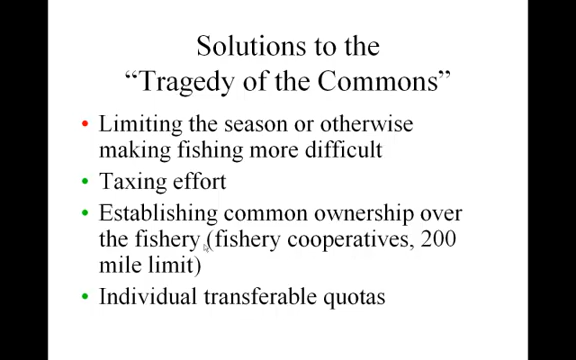 Solutions to the
“Tragedy of the Commons”
• Limiting the season or otherwise
making fishing more difficult
• Taxing effort
• Establishing common ownership over
the fishery (fishery cooperatives, 200
mile limit)
• Individual transferable quotas